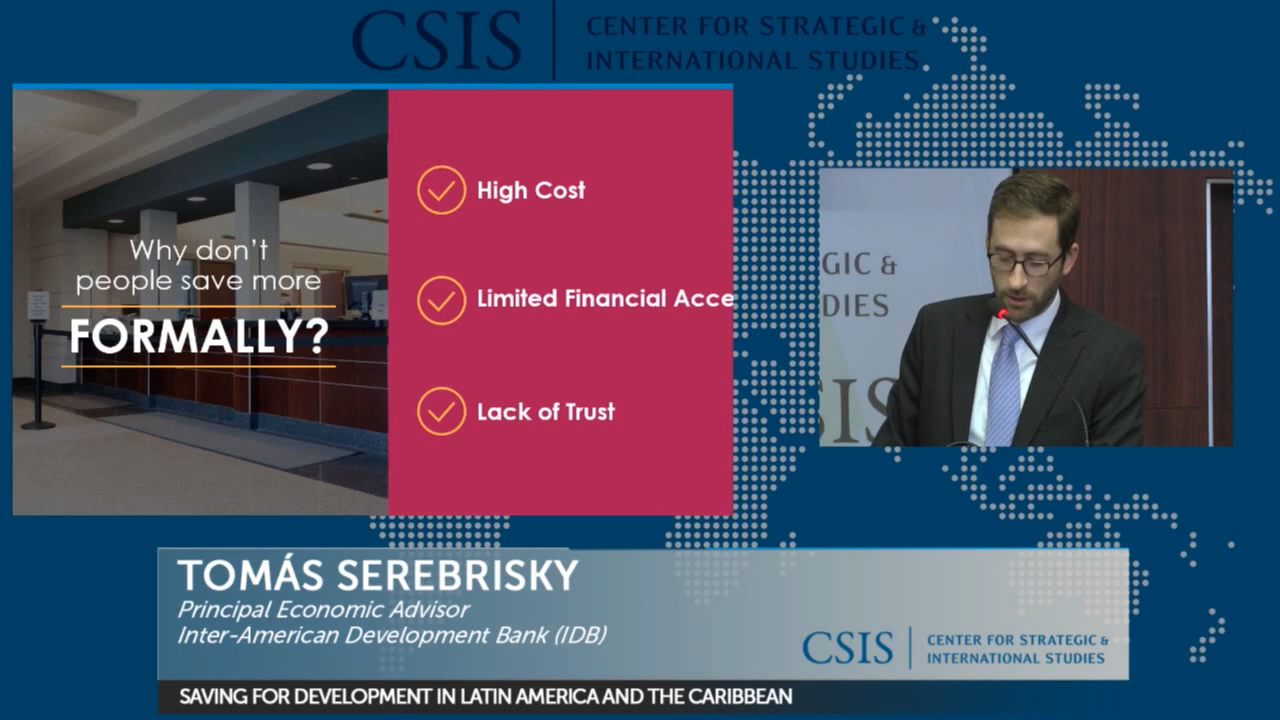 CSIS
CENTER FOR STRATEGIC &
INTERNATIONAL STUDIES
Why don't
people save more
FORMALLY?
High Cost
Limited Financial Acce
Lack of Trust
GIC &
DIES
SIS
TOMÁS SEREBRISKY
Principal Economic Advisor
Inter-American Development Bank (IDB)
CSIS
CENTER FOR STRATEGIC &
INTERNATIONAL STUDIES
SAVING FOR DEVELOPMENT IN LATIN AMERICA AND THE CARIBBEAN